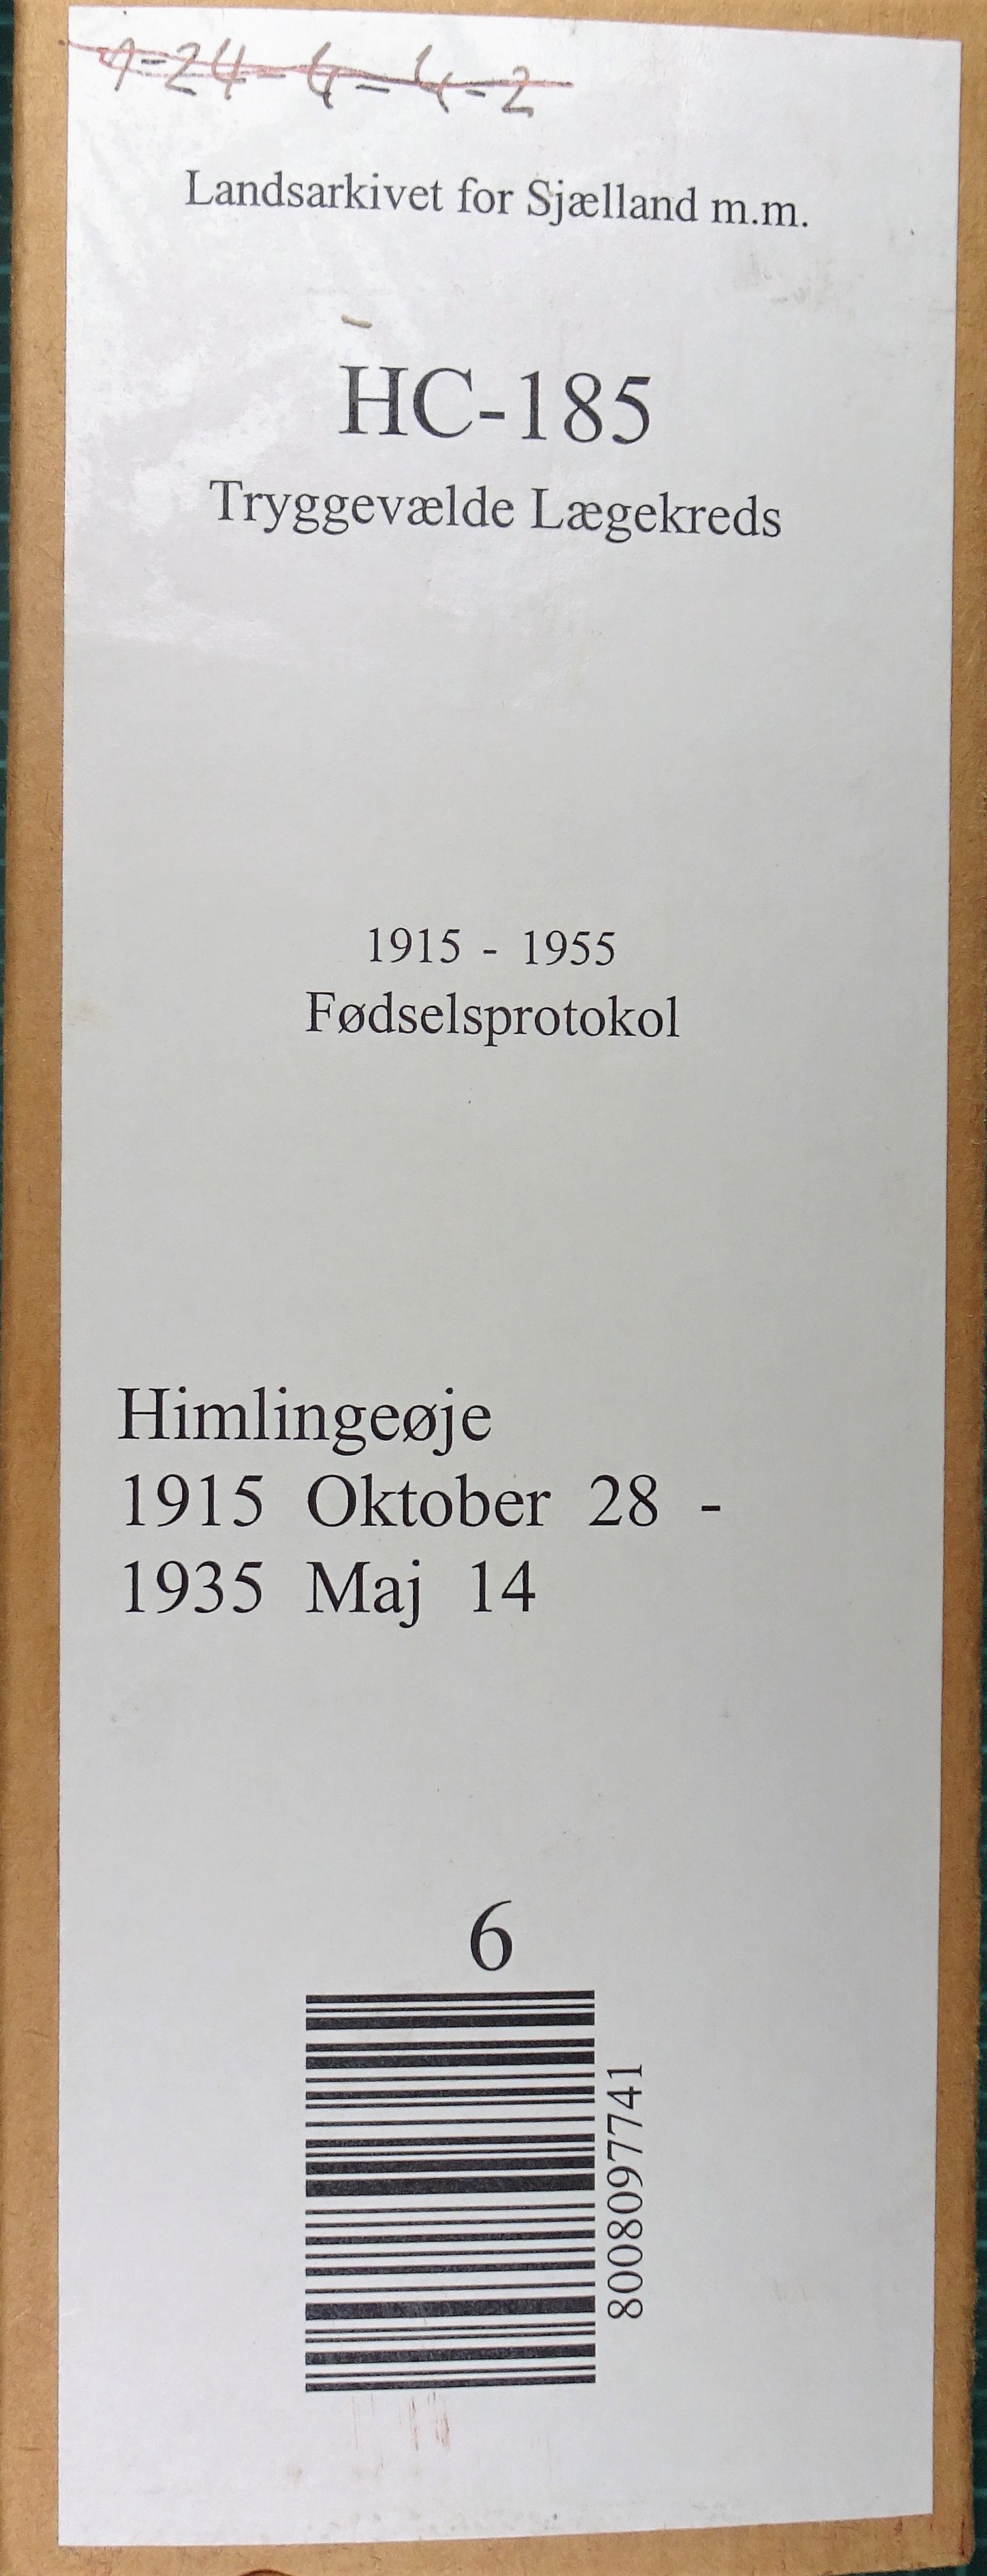 1-24-4-4-2
Landsarkivet for Sjælland m.m.
HC-185
Tryggevælde Lægekreds
1915 - 1955
Fødselsprotokol
Himlingeøje
1915 Oktober 28 -
1935 Maj 14
6
8008097741